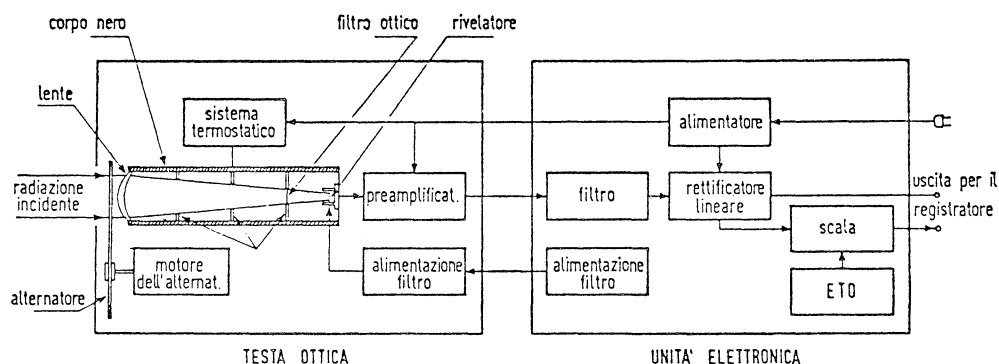 corpo nero
filtro ottico
rivelatore
lente
sistema
termostatico
alimentatore
radiazione
incidente
preamplificat.
filtro
rettificatore
lineare
uscita per il
registratore
scala
motore
dell'alternat.
alimentazione
filtro
alimentazione
filtro
ETO
alternatore
TESTA OTTICA
UNITA' ELETTRONICA